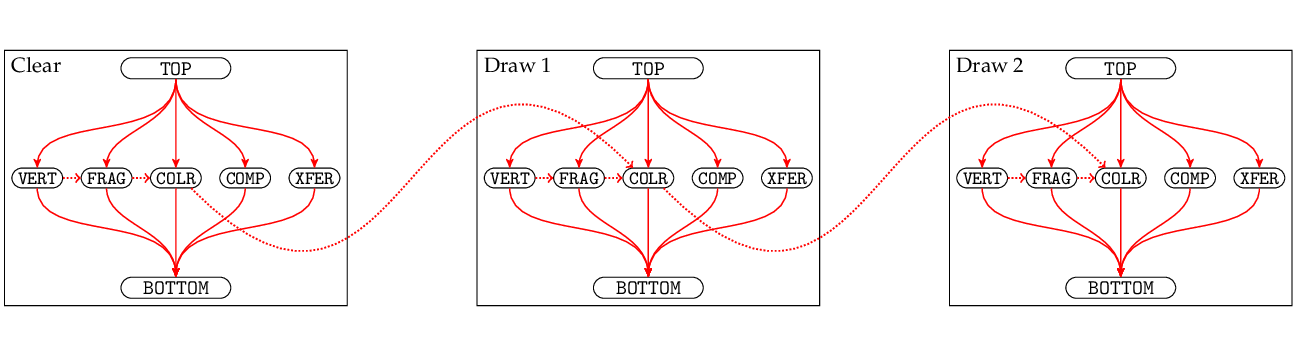 Clear
TOP
VERT FRAG COLR COMP XFER
BOTTOM
Draw 1
TOP
VERT FRAG COLR COMP XFER
BOTTOM
Draw 2
TOP
VERT FRAG COLR COMP XFER
BOTTOM